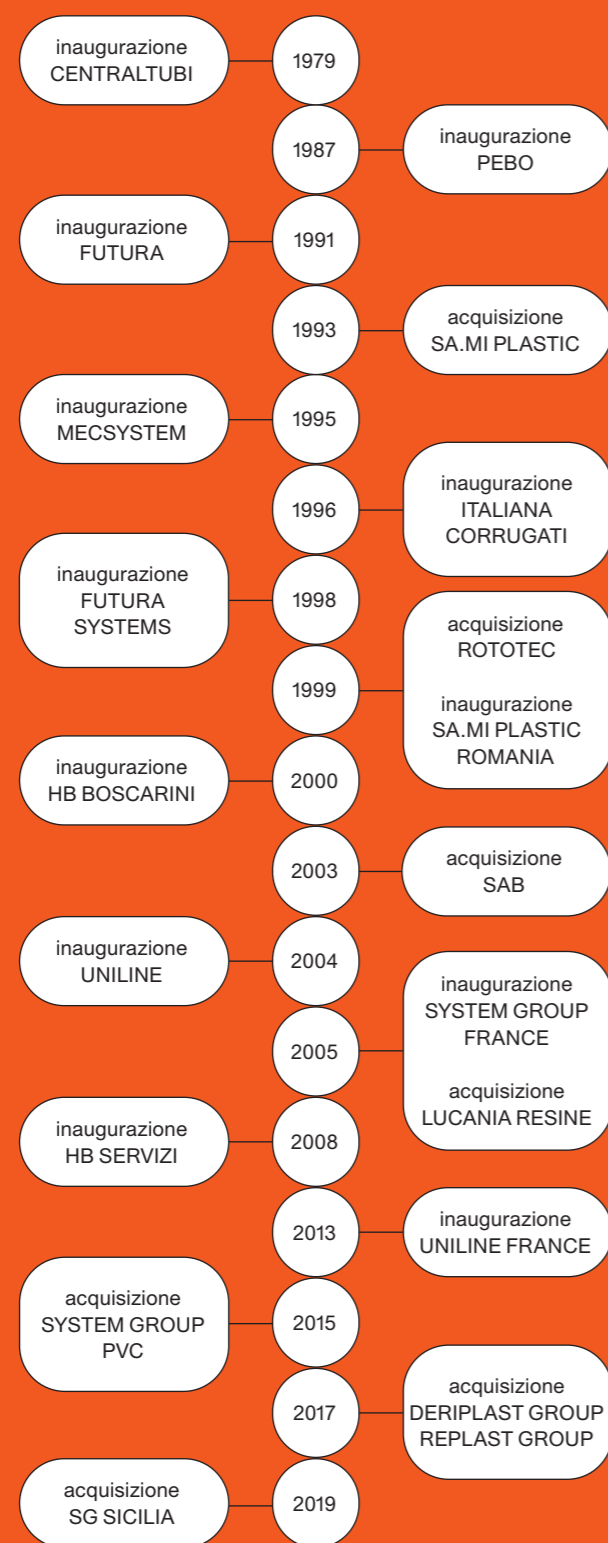 inaugurazione
CENTRALTUBI
1979
1987
inaugurazione
PEBO
inaugurazione
FUTURA
1991
1993
acquisizione
SA.MI PLASTIC
inaugurazione
MECSYSTEM
1995
1996
inaugurazione
ITALIANA
CORRUGATI
inaugurazione
FUTURA
SYSTEMS
1998
1999
acquisizione
ROTOTEC
inaugurazione
SA.MI PLASTIC
ROMANIA
inaugurazione
HB BOSCARINI
2000
2003
acquisizione
SAB
inaugurazione
UNILINE
2004
2005
inaugurazione
SYSTEM GROUP
FRANCE
acquisizione
LUCANIA RESINE
inaugurazione
HB SERVIZI
2008
2013
inaugurazione
UNILINE FRANCE
acquisizione
SYSTEM GROUP
PVC
2015
2017
acquisizione
DERIPLAST GROUP
REPLAST GROUP
acquisizione
SG SICILIA
2019